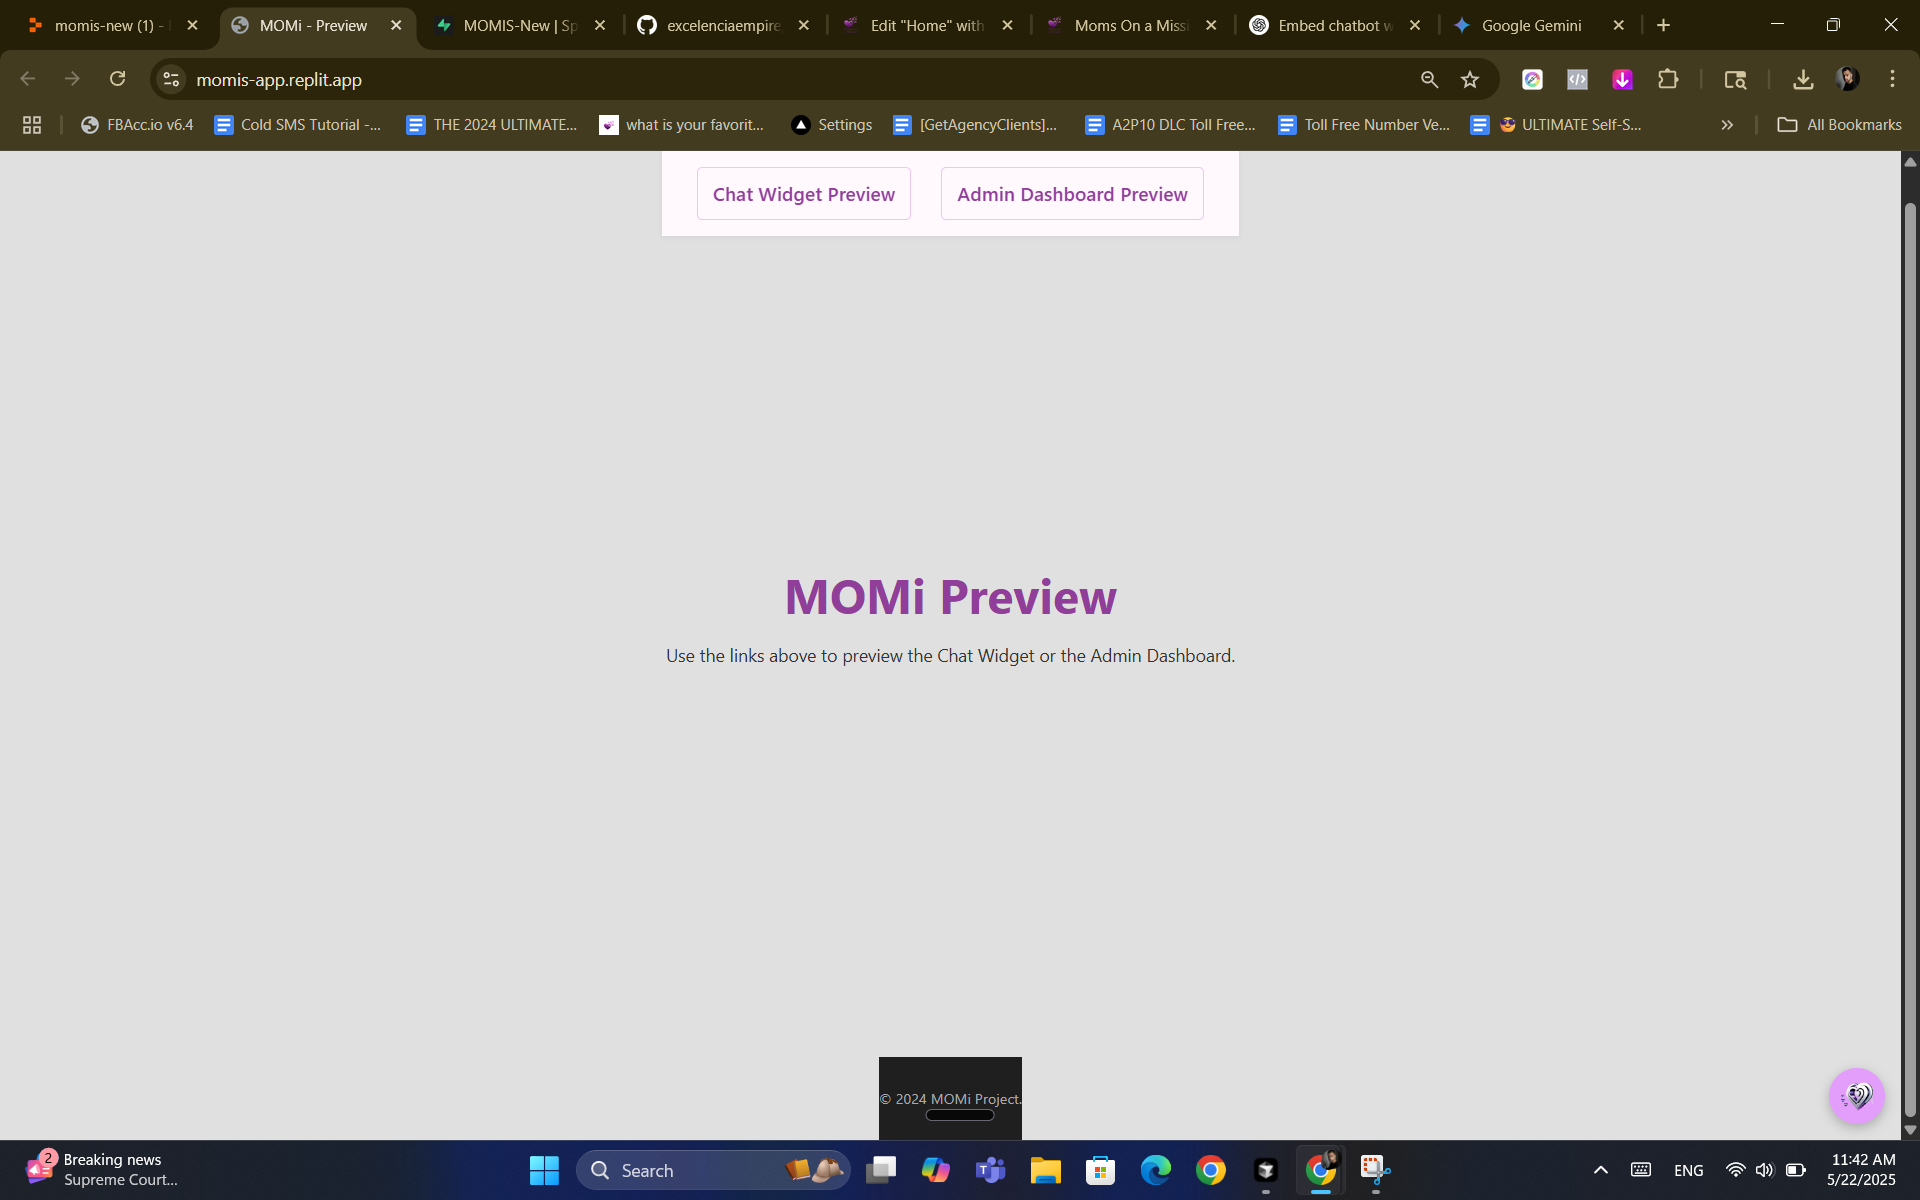 momis-new (1) -
MOMi - Preview
MOMIS-New | Sp
excelenciaempire
Edit "Home" with
Moms On a Missi
Embed chatbot w
Google Gemini
momis-app.replit.app
FBAcc.io v6.4
Cold SMS Tutorial -...
THE 2024 ULTIMATE...
what is your favorit...
Settings
[GetAgencyClients]...
A2P10 DLC Toll Free...
Toll Free Number Ve...
😎 ULTIMATE Self-S...
All Bookmarks
Chat Widget Preview
Admin Dashboard Preview
MOMi Preview
Use the links above to preview the Chat Widget or the Admin Dashboard.
© 2024 MOMi Project.
2
Breaking news
Supreme Court...
Search
ENG
11:42 AM
5/22/2025